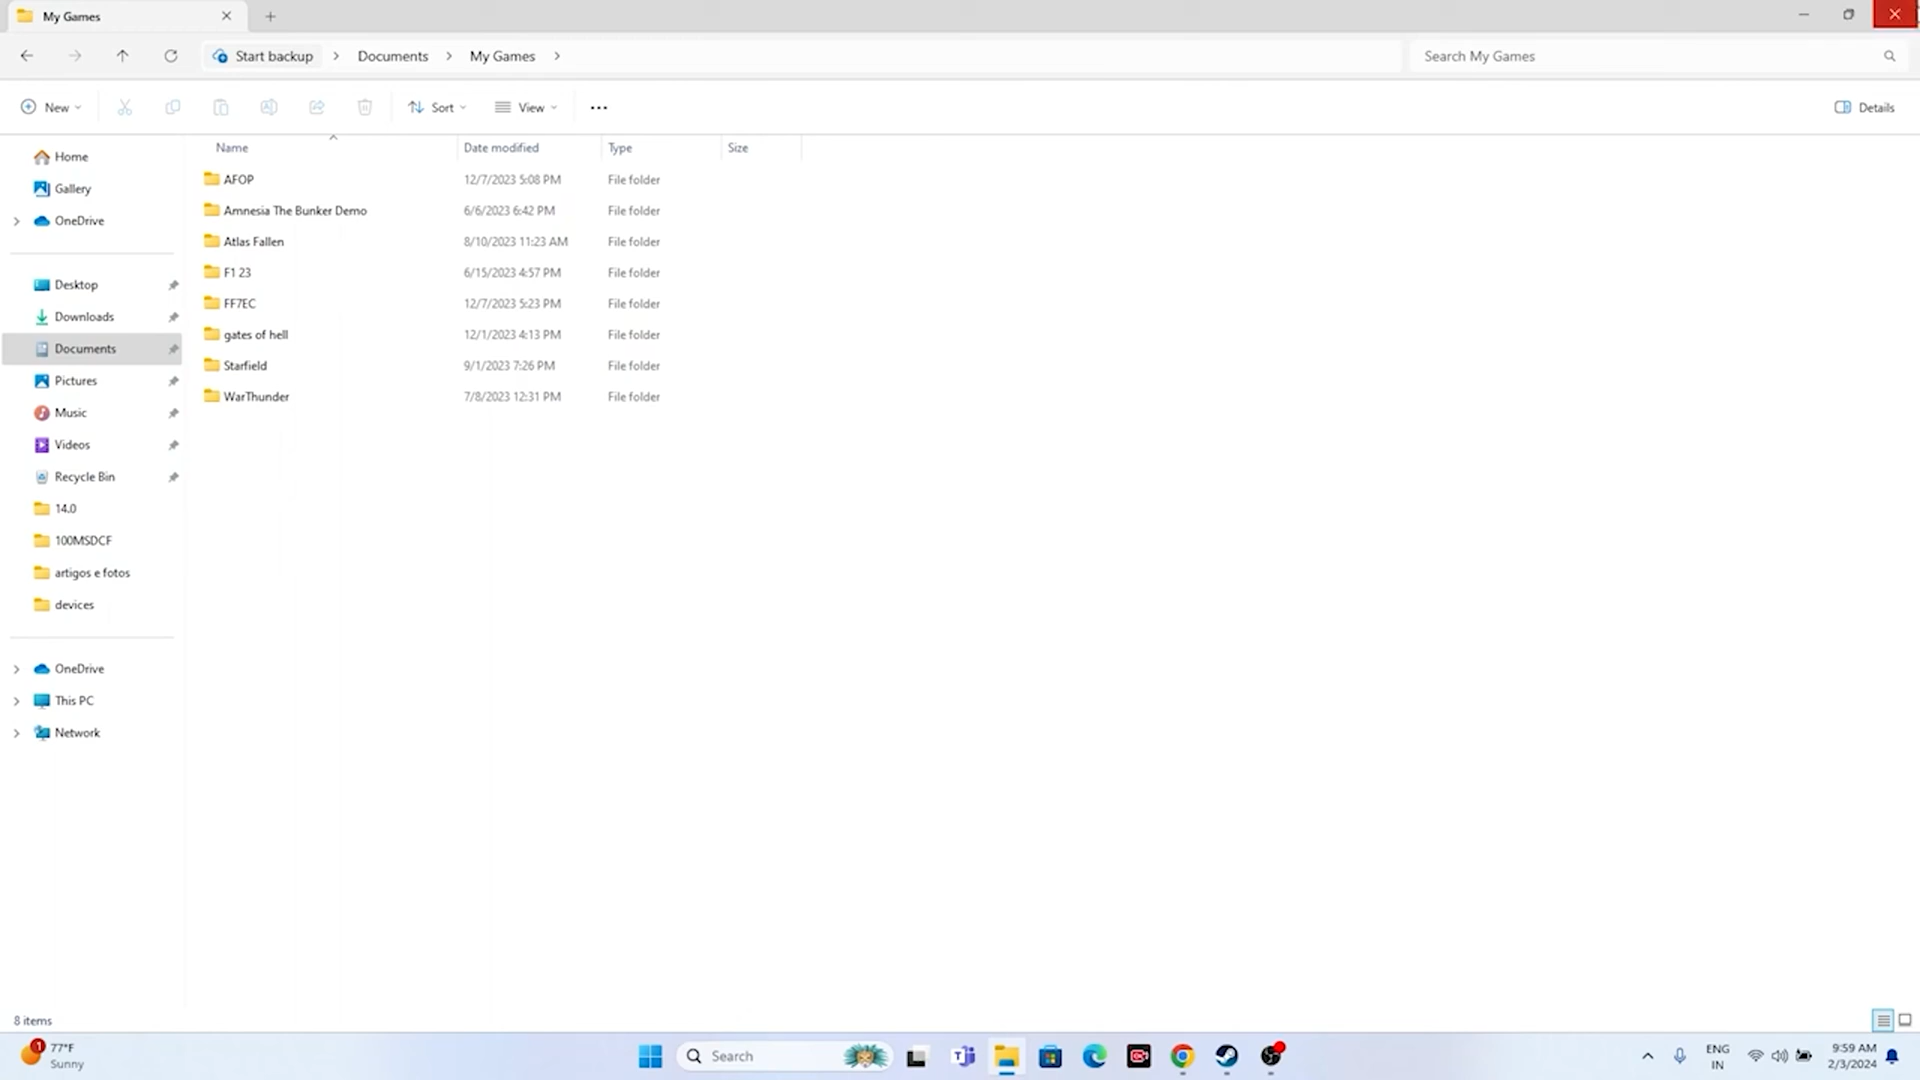 My Games
Start backup > Documents > My Games >
Search My Games
New
Sort
View
Details
Name Date modified Type Size
AFOP 12/7/2023 5:08 PM File folder
Amnesia The Bunker Demo 6/6/2023 6:42 PM File folder
Atlas Fallen 8/10/2023 11:23 AM File folder
F1 23 6/15/2023 4:57 PM File folder
FF7EC 12/7/2023 5:23 PM File folder
gates of hell 12/1/2023 4:13 PM File folder
Starfield 9/1/2023 7:26 PM File folder
WarThunder 7/8/2023 12:31 PM File folder
Home
Gallery
OneDrive
Desktop
Downloads
Documents
Pictures
Music
Videos
Recycle Bin
14.0
100MSDCF
artigos e fotos
devices
OneDrive
This PC
Network
8 items
1
77°F
Sunny
Search
ENG
IN
9:59 AM
2/3/2024